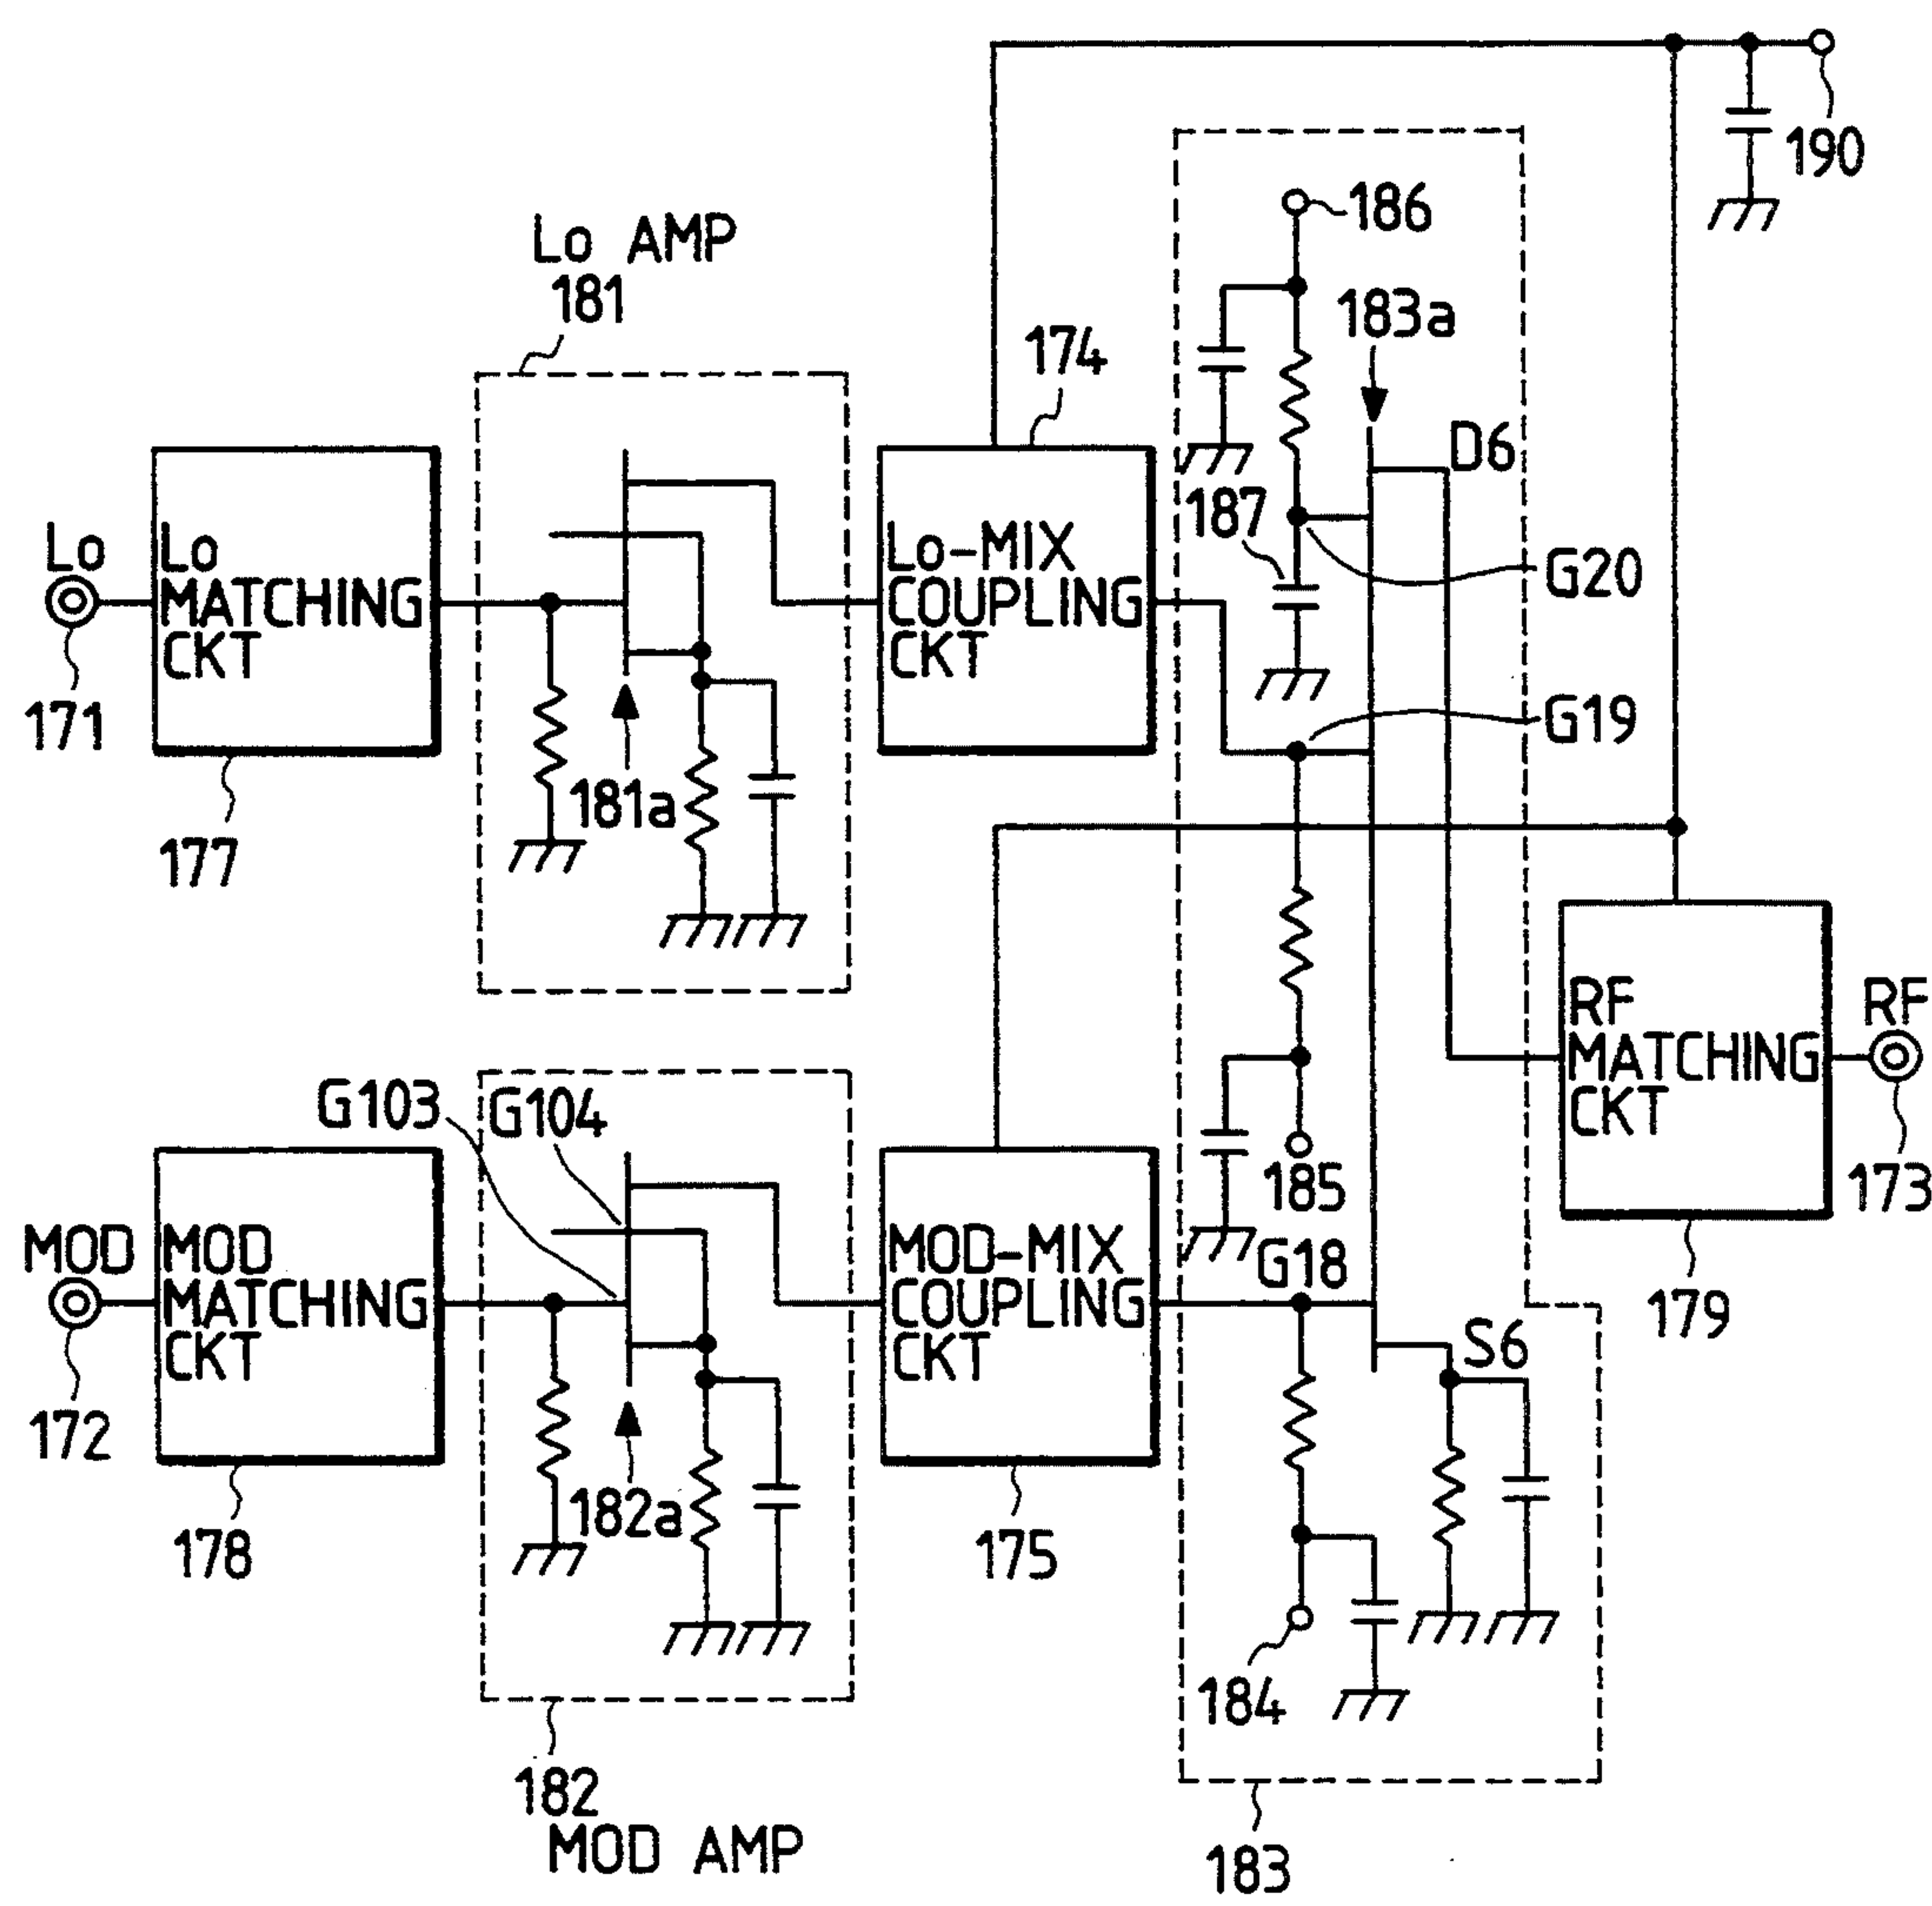 190
186
Lo AMP
181
183a
174
D6
187
Lo
Lo
MATCHING
CKT
Lo-MIX
COUPLING
CKT
G20
171
G19
181a
177
RF
MATCHING
CKT
RF
G103
G104
185
173
MOD
MOD
MATCHING
CKT
MOD-MIX
COUPLING
CKT
G18
179
S6
172
182a
178
175
184
182
MOD AMP
183